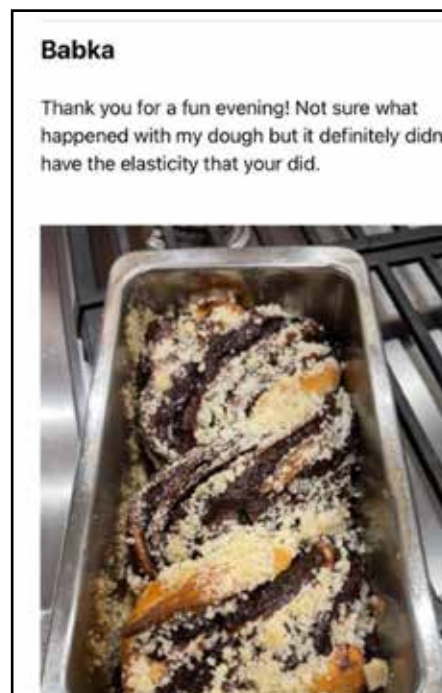 Babka
Thank you for a fun evening! Not sure what
happened with my dough but it definitely didn
have the elasticity that your did.